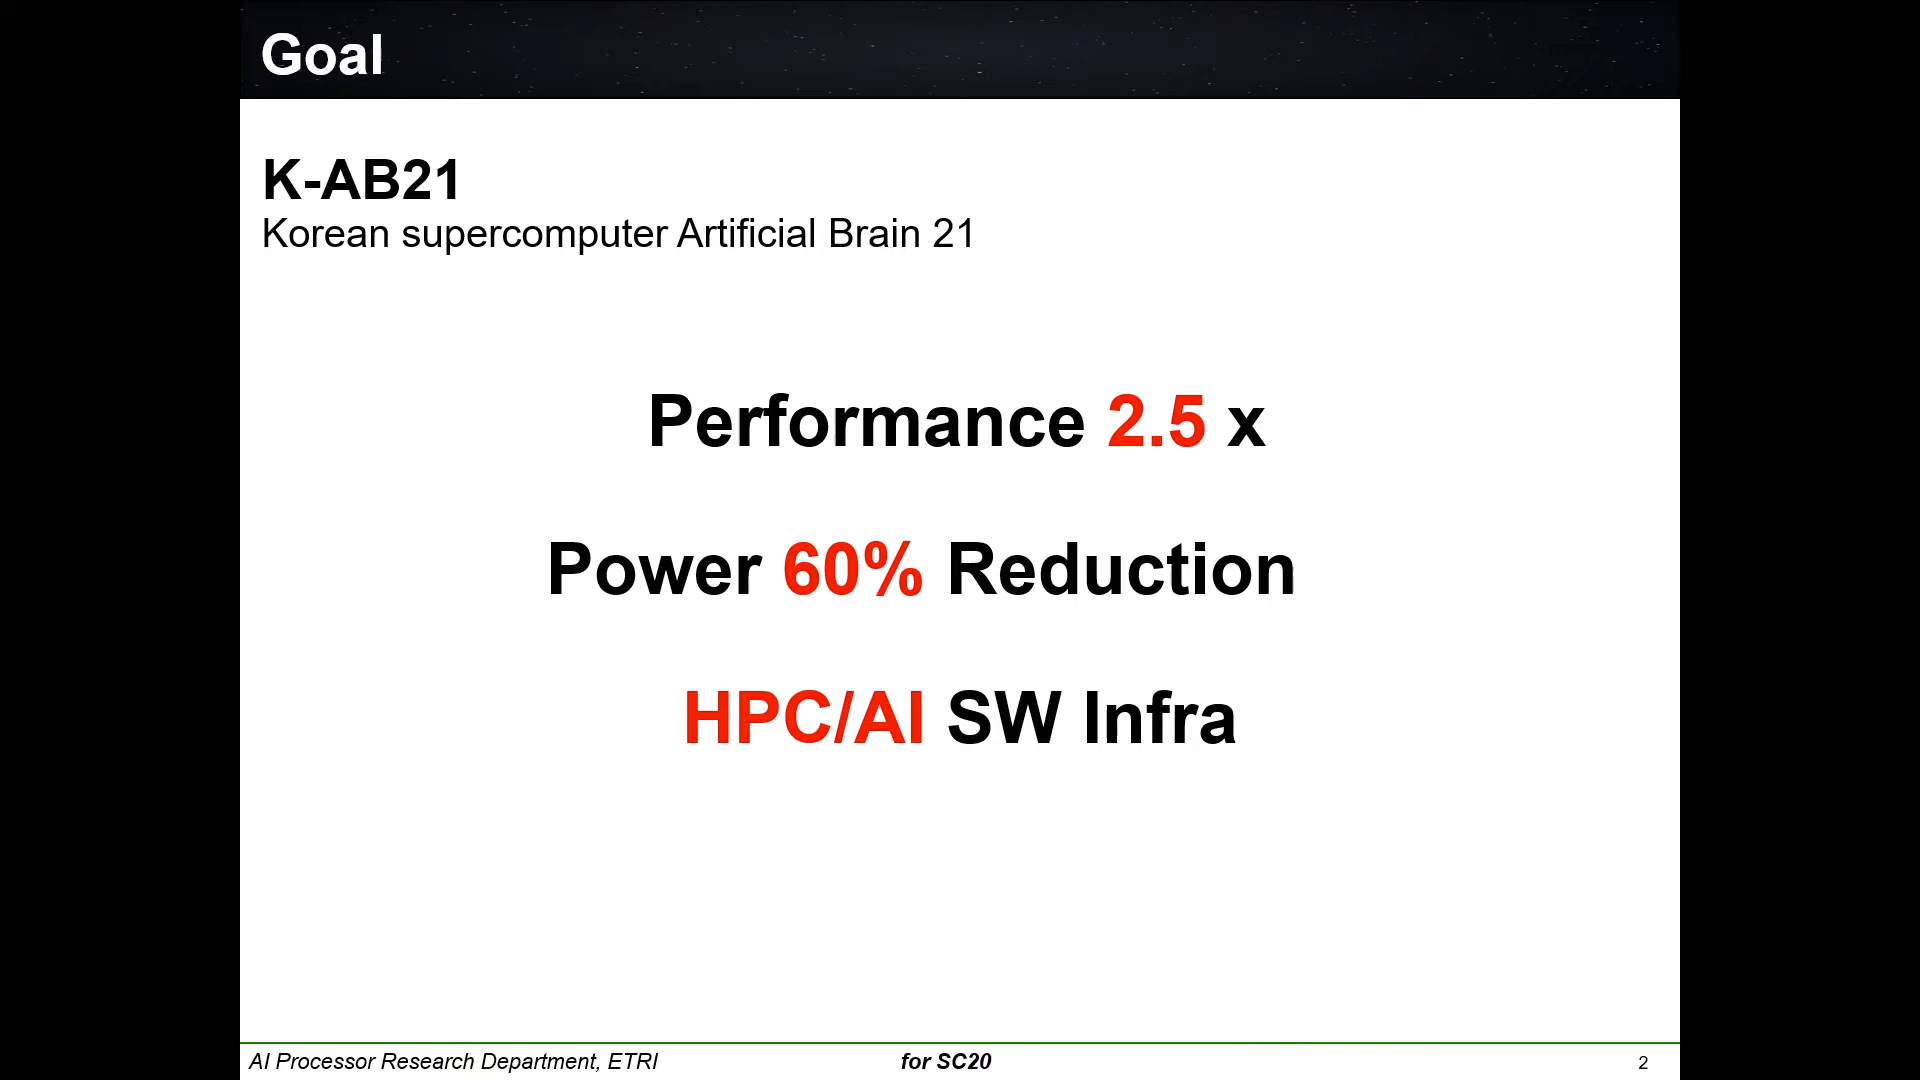 Goal
K-AB21
Korean supercomputer Artificial Brain 21
Performance 2.5 x
Power 60% Reduction
HPC/AI SW Infra
AI Processor Research Department, ETRI
for SC20
2